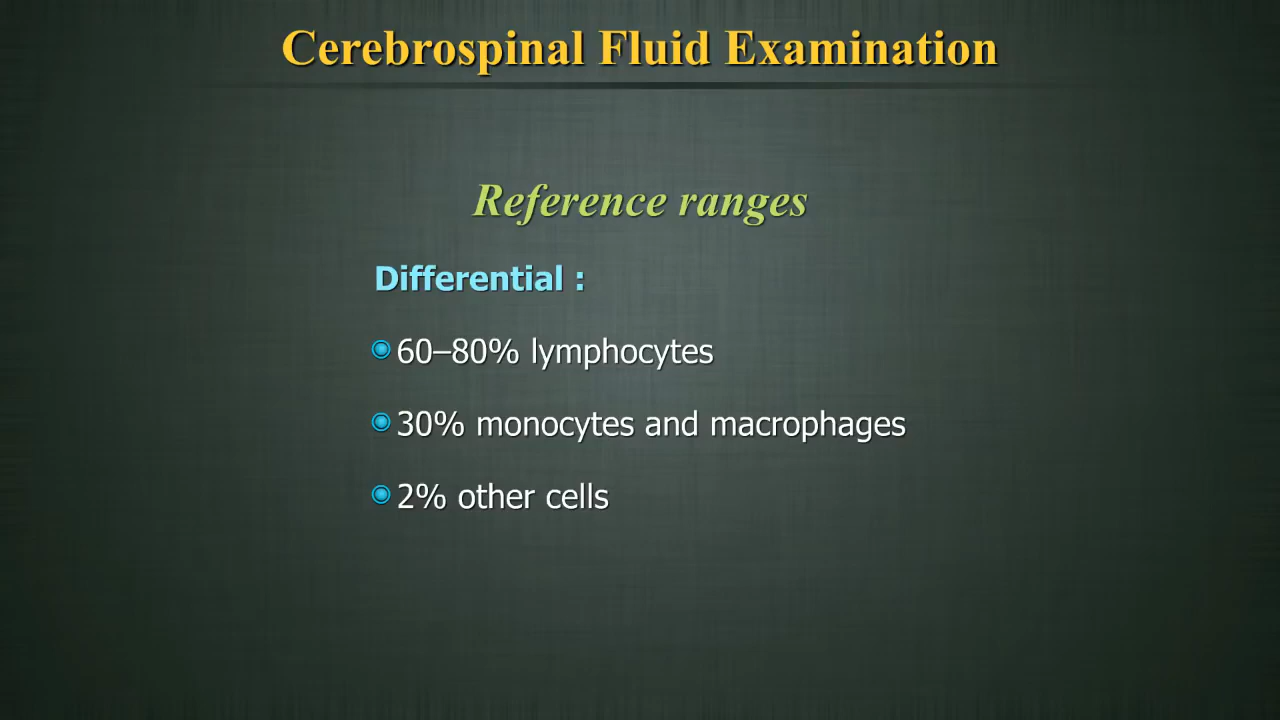 Cerebrospinal Fluid Examination
Reference ranges
Differential :
60–80% lymphocytes
30% monocytes and macrophages
2% other cells